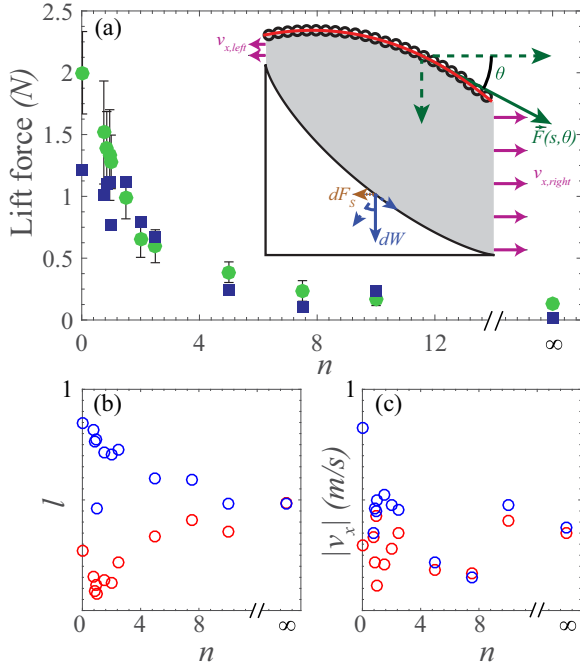 (a)
Lift force (N)
2.5
2
1.5
1
0.5
0
0 4 8 12 ∞
n
v_{x,left}
θ
F⃗(s,θ)
v_{x,right}
dF_s
dW
(b)
1
l
0 4 8 ∞
n
(c)
1
|v_x| (m/s)
0 4 8 ∞
n